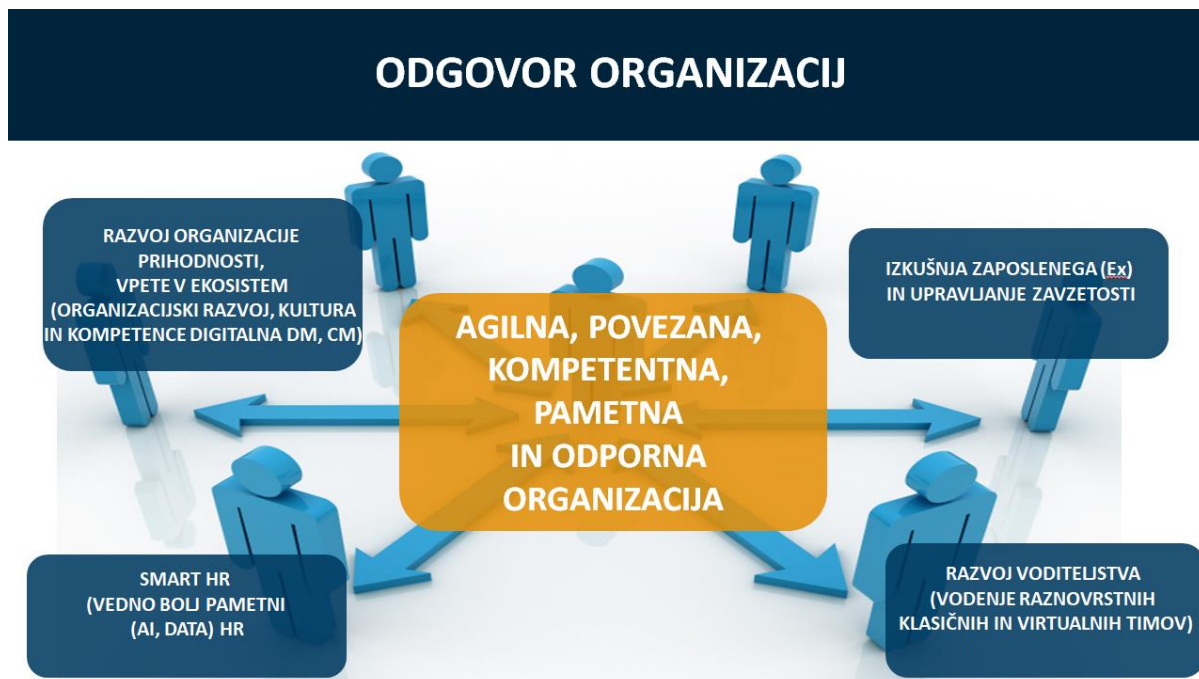 ODGOVOR ORGANIZACIJ
RAZVOJ ORGANIZACIJE
PRIHODNOSTI,
VPETE V EKOSISTEM
(ORGANIZACIJSKI RAZVOJ, KULTURA
IN KOMPETENCE DIGITALNA DM, CM)
IZKUŠNJA ZAPOSLENEGA (Ex)
IN UPRAVLJANJE ZAVZETOSTI
AGILNA, POVEZANA,
KOMPETENTNA,
PAMETNA
IN ODPORNA
ORGANIZACIJA
SMART HR
(VEDNO BOLJ PAMETNI
(AI, DATA) HR
RAZVOJ VODITELJSTVA
(VODENJE RAZNOVRSTNIH
KLASIČNIH IN VIRTUALNIH TIMOV)